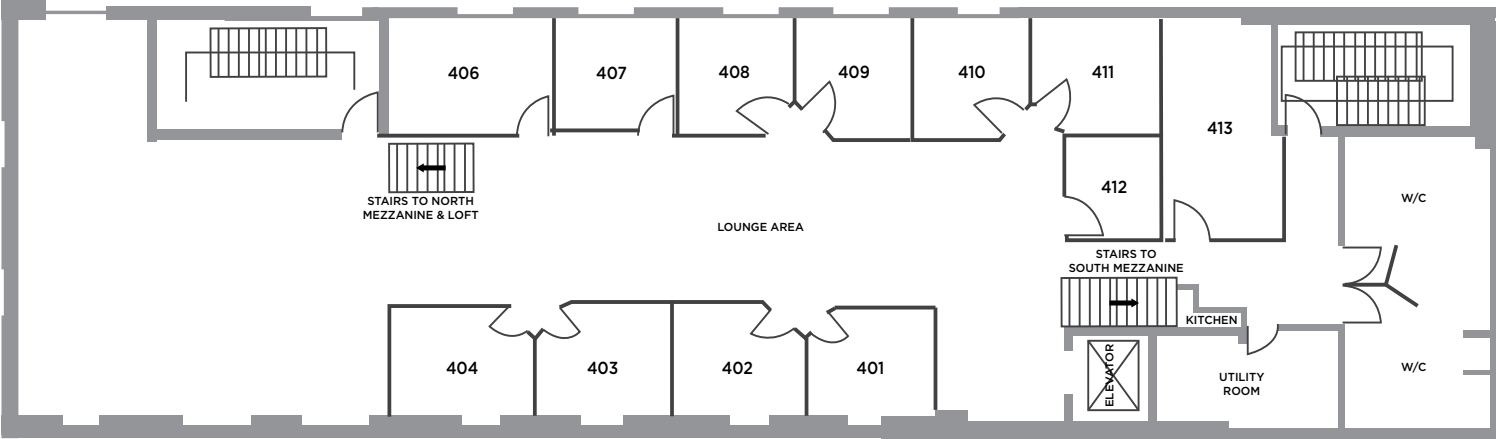 406
407
408
409
410
411
413
412
STAIRS TO NORTH
MEZZANINE & LOFT
LOUNGE AREA
W/C
STAIRS TO
SOUTH MEZZANINE
KITCHEN
ELEVATOR
404
403
402
401
UTILITY
ROOM
W/C